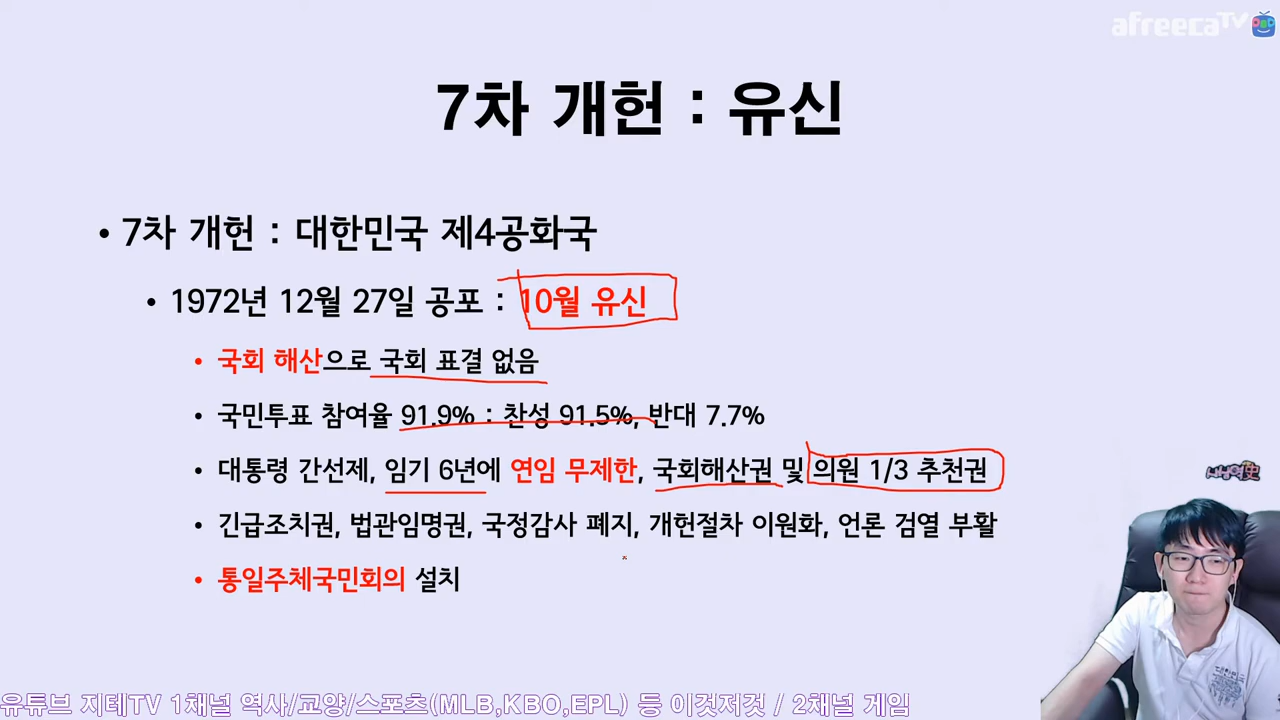 afreecaTV
7차 개헌 : 유신
• 7차 개헌 : 대한민국 제4공화국
• 1972년 12월 27일 공포 : 10월 유신
• 국회 해산으로 국회 표결 없음
• 국민투표 참여율 91.9% : 찬성 91.5%, 반대 7.7%
• 대통령 간선제, 임기 6년에 연임 무제한, 국회해산권 및 의원 1/3 추천권
• 긴급조치권, 법관임명권, 국정감사 폐지, 개헌절차 이원화, 언론 검열 부활
• 통일주체국민회의 설치
유튜브 지테TV 1채널 역사/교양/스포츠(MLB,KBO,EPL) 등 이것저것 / 2채널 게임